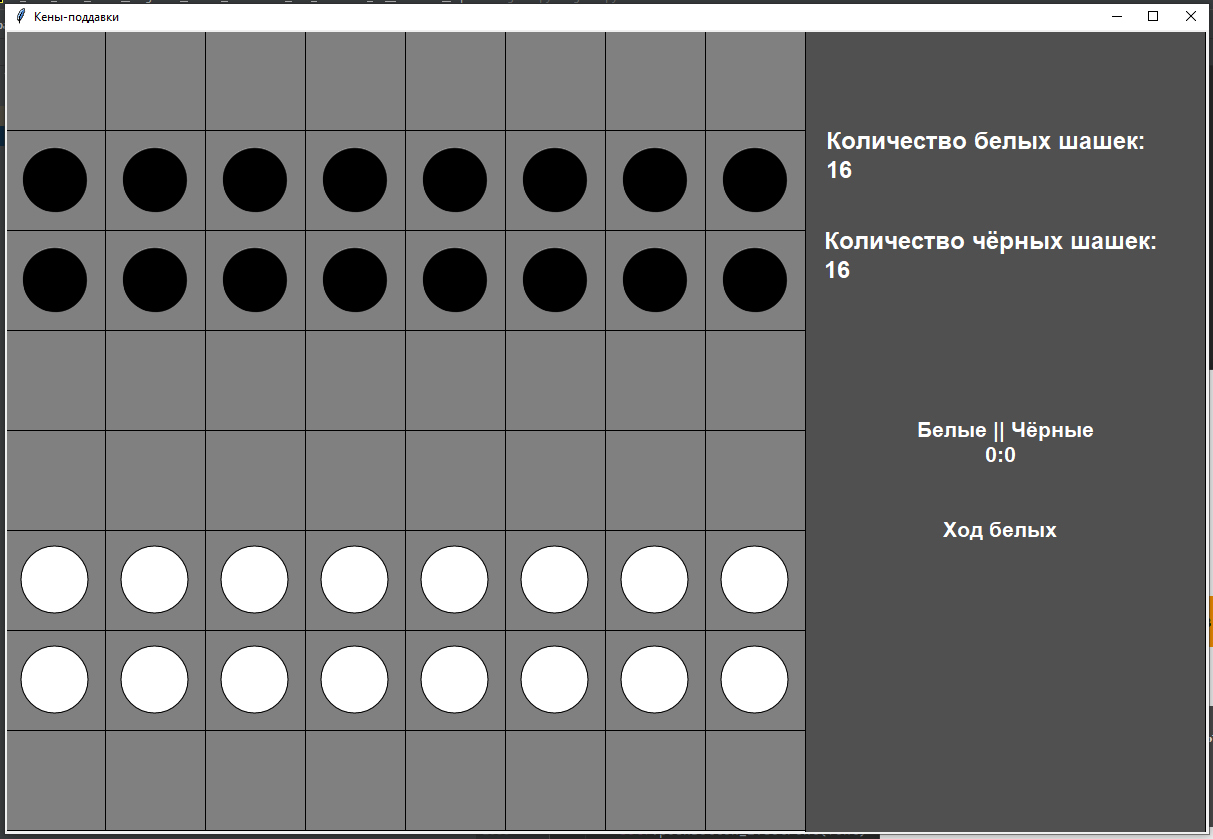 Кены-поддавки
Количество белых шашек:
16
Количество чёрных шашек:
16
Белые || Чёрные
0:0
Ход белых